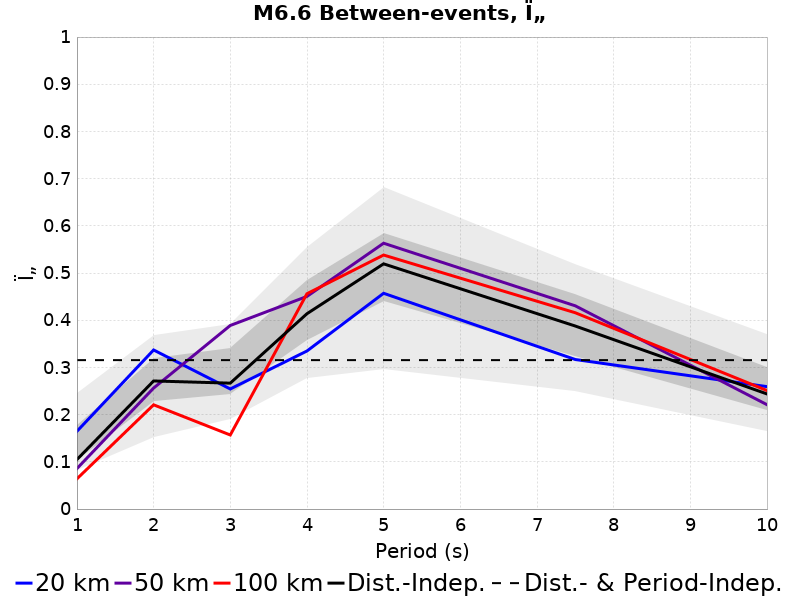 M6.6 Between-events, Ï„
1
0.9
0.8
0.7
0.6
0.5
0.4
0.3
0.2
0.1
0
Ï„
1 2 3 4 5 6 7 8 9 10
Period (s)
20 km 50 km 100 km Dist.-Indep. Dist.- & Period-Indep.